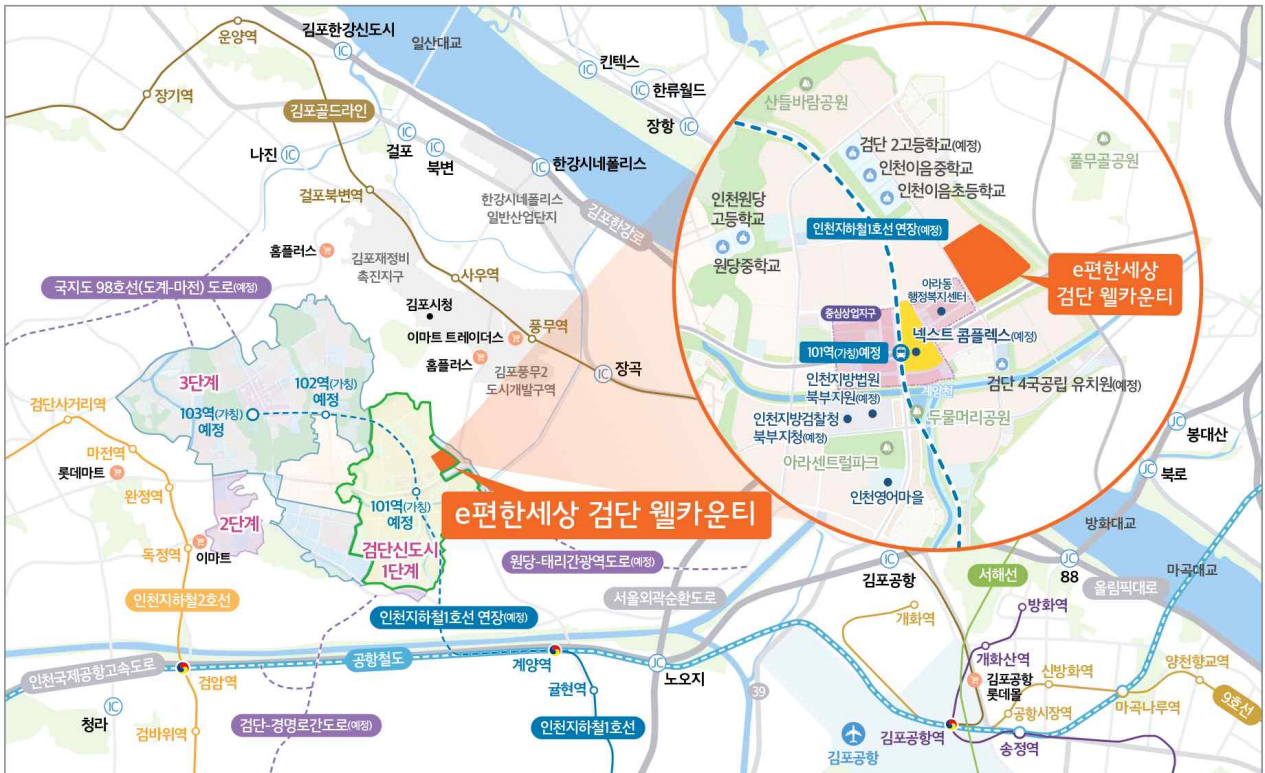 운양역
김포한강신도시
IC
일산대교
장기역
김포골드라인
IC
걸포
IC
북변
나진
IC
킨텍스
IC
한류월드
IC
장항
IC
한강시네폴리스
IC
걸포북변역
한강시네폴리스
일반산업단지
김포한강로
홈플러스
김포재정비
촉진지구
사우역
국지도 98호선(도계-마전) 도로(예정)
김포시청
이마트 트레이더스
풍무역
홈플러스
김포풍무2
도시개발구역
IC
장곡
3단계
102역(가칭)
예정
103역(가칭)
예정
검단사거리역
마전역
롯데마트
완정역
2단계
독정역
이마트
101역(가칭)
예정
검단신도시
1단계
e편한세상 검단 웰카운티
원당-태리간광역도로(예정)
인천지하철2호선
인천지하철1호선 연장(예정)
서울외곽순환도로
인천국제공항고속도로
공항철도
검암역
계양역
JC
노오지
귤현역
IC
청라
검바위역
검단-경명로간도로(예정)
인천지하철1호선
39
산들바람공원
검단 2고등학교(예정)
인천이음중학교
인천이음초등학교
풀무골공원
인천원당
고등학교
원당중학교
인천지하철1호선 연장(예정)
e편한세상
검단 웰카운티
아라동
행정복지센터
중심상업지구
넥스트 콤플렉스(예정)
101역(가칭)예정
인천지방법원
북부지원(예정)
계양천
검단 4국공립 유치원(예정)
인천지방검찰청
북부지청(예정)
두물머리공원
아라센트럴파크
인천영어마을
JC
봉대산
JC
북로
방화대교
IC
김포공항
서해선
JC
88
올림픽대로
마곡대교
개화역
방화역
개화산역
신방화역
양천향교역
김포공항
롯데몰
공항시장역
마곡나루역
9호선
김포공항역
송정역
김포공항